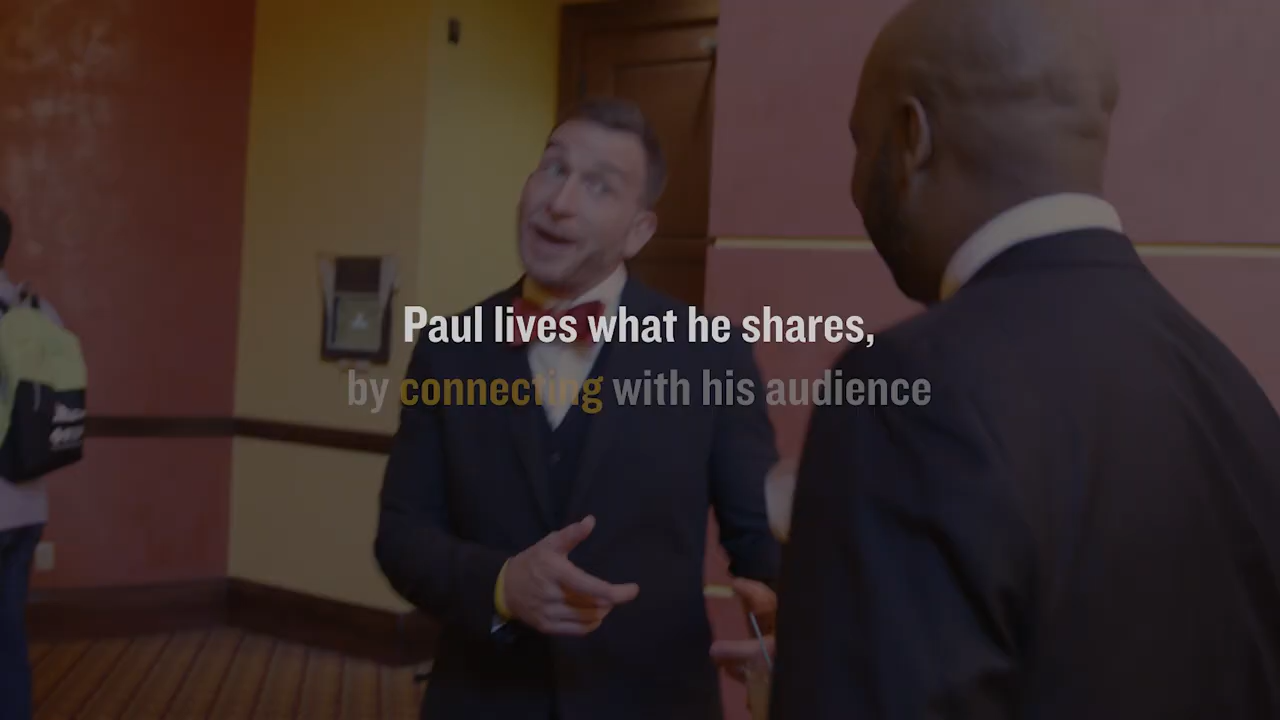 Paul lives what he shares,
by connecting with his audience